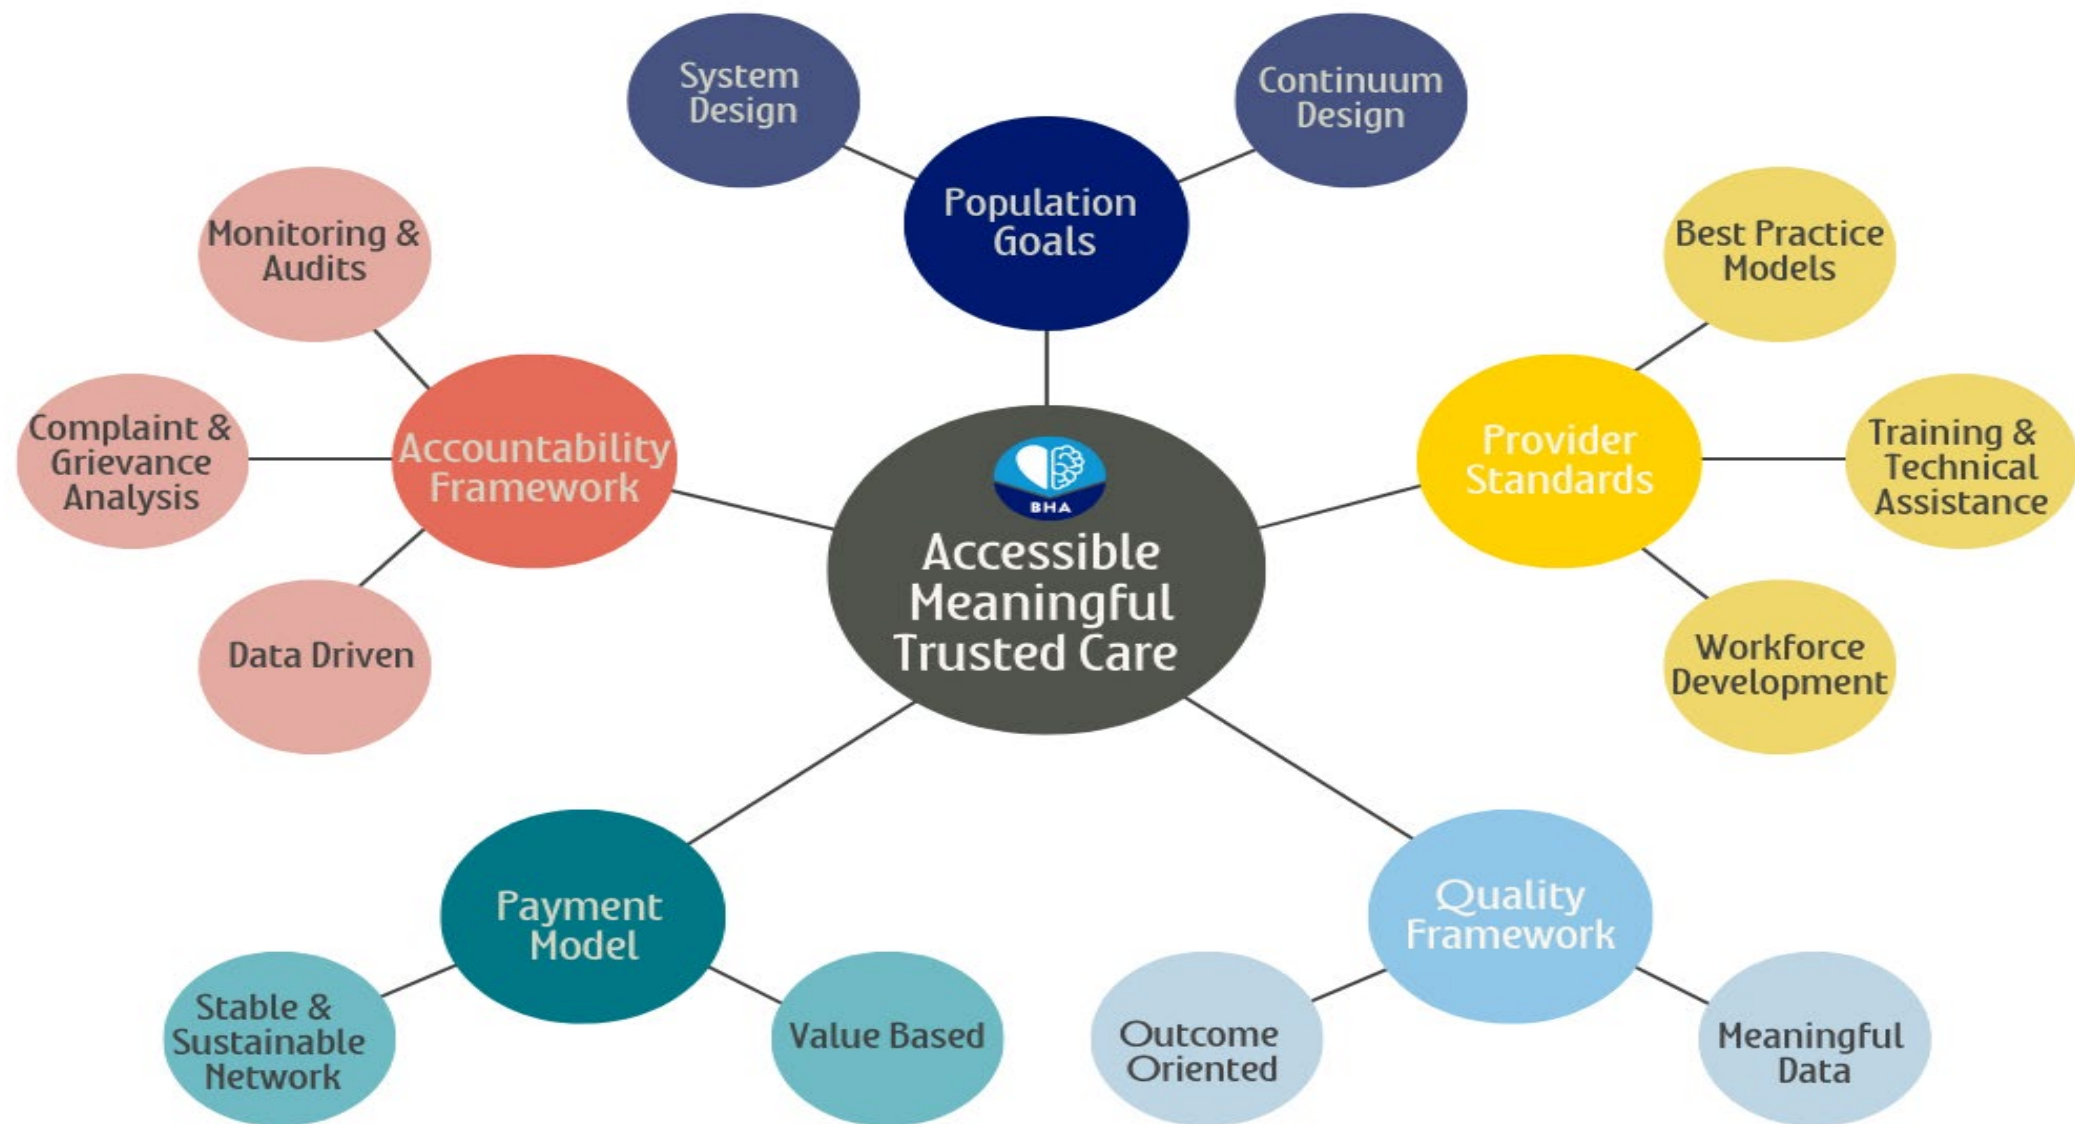 System
Design
Continuum
Design
Population
Goals
Monitoring &
Audits
Best Practice
Models
Complaint &
Grievance
Analysis
Accountability
Framework
Provider
Standards
Training &
Technical
Assistance
BHA
Accessible
Meaningful
Trusted Care
Data Driven
Workforce
Development
Payment
Model
Quality
Framework
Stable &
Sustainable
Network
Value Based
Outcome
Oriented
Meaningful
Data